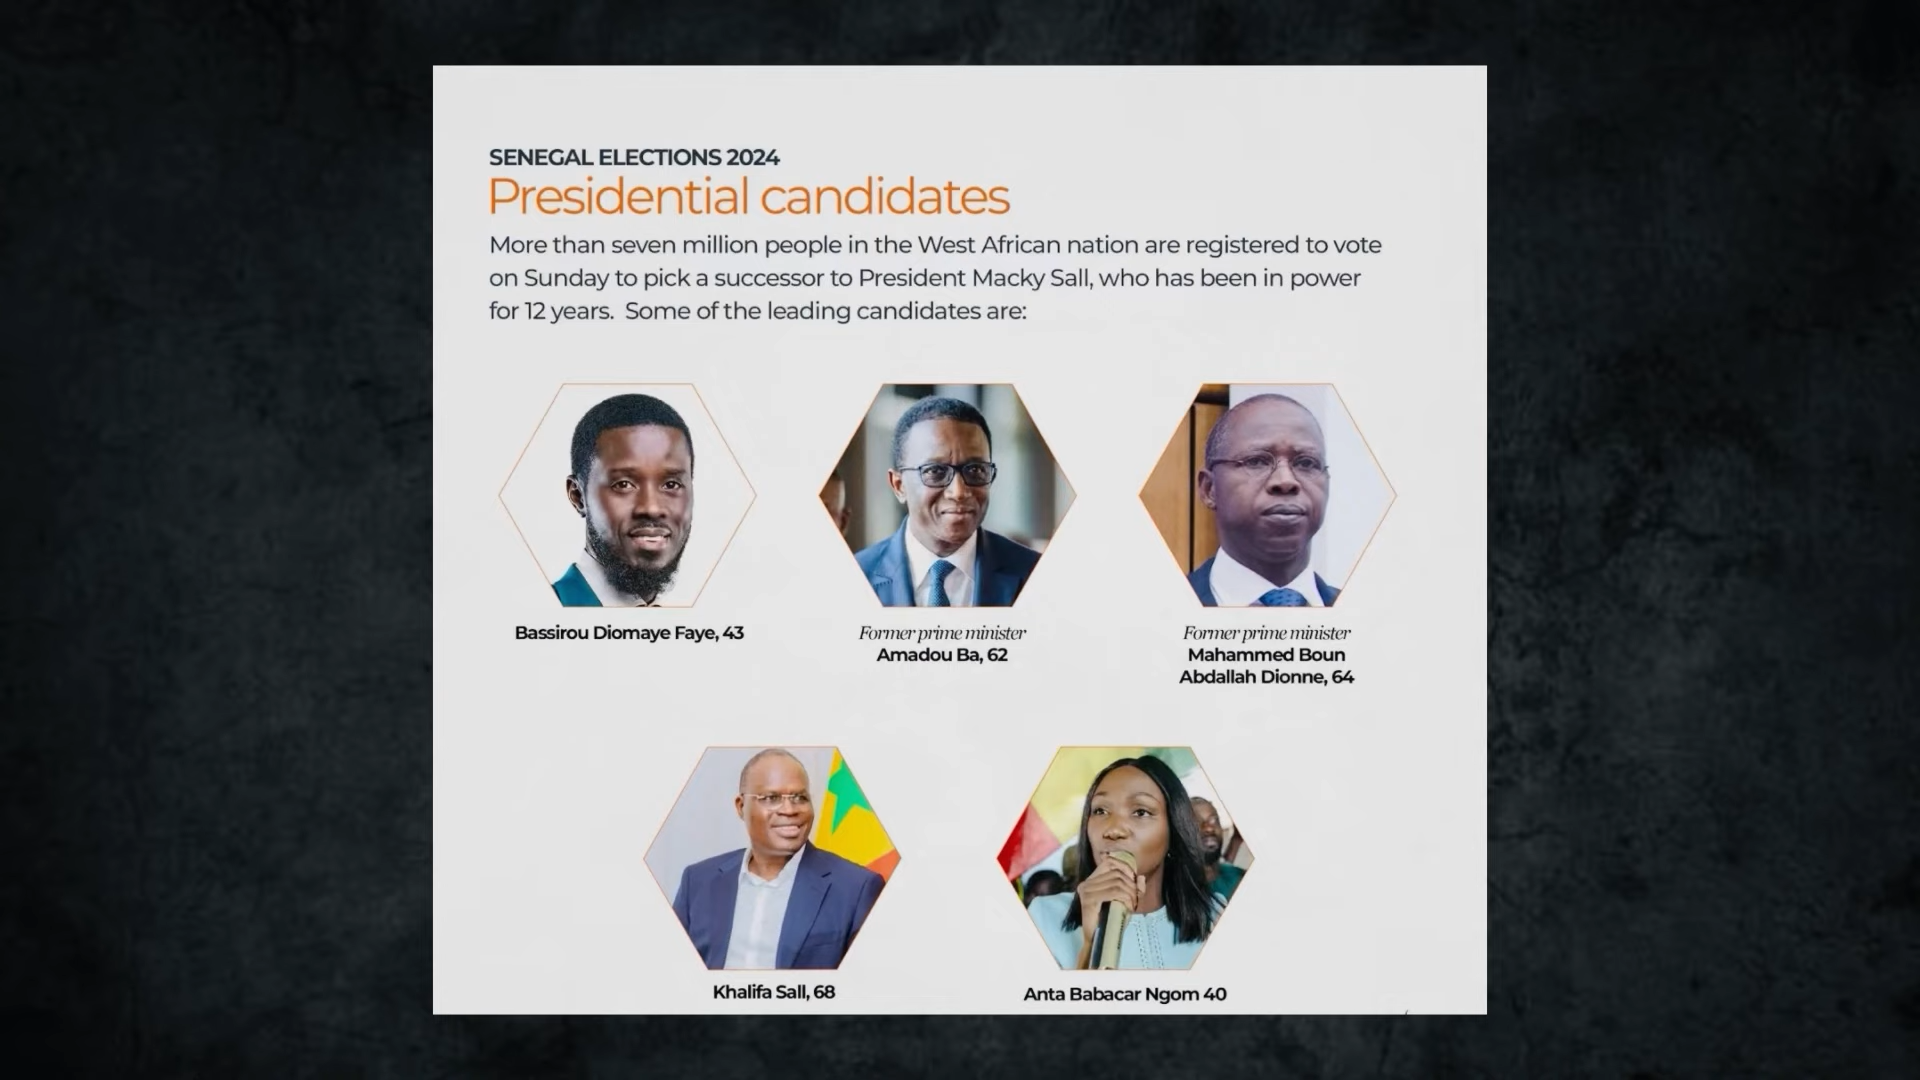 SENEGAL ELECTIONS 2024
Presidential candidates
More than seven million people in the West African nation are registered to vote
on Sunday to pick a successor to President Macky Sall, who has been in power
for 12 years. Some of the leading candidates are:
Bassirou Diomaye Faye, 43
Former prime minister
Amadou Ba, 62
Former prime minister
Mahammed Boun
Abdallah Dionne, 64
Khalifa Sall, 68
Anta Babacar Ngom 40